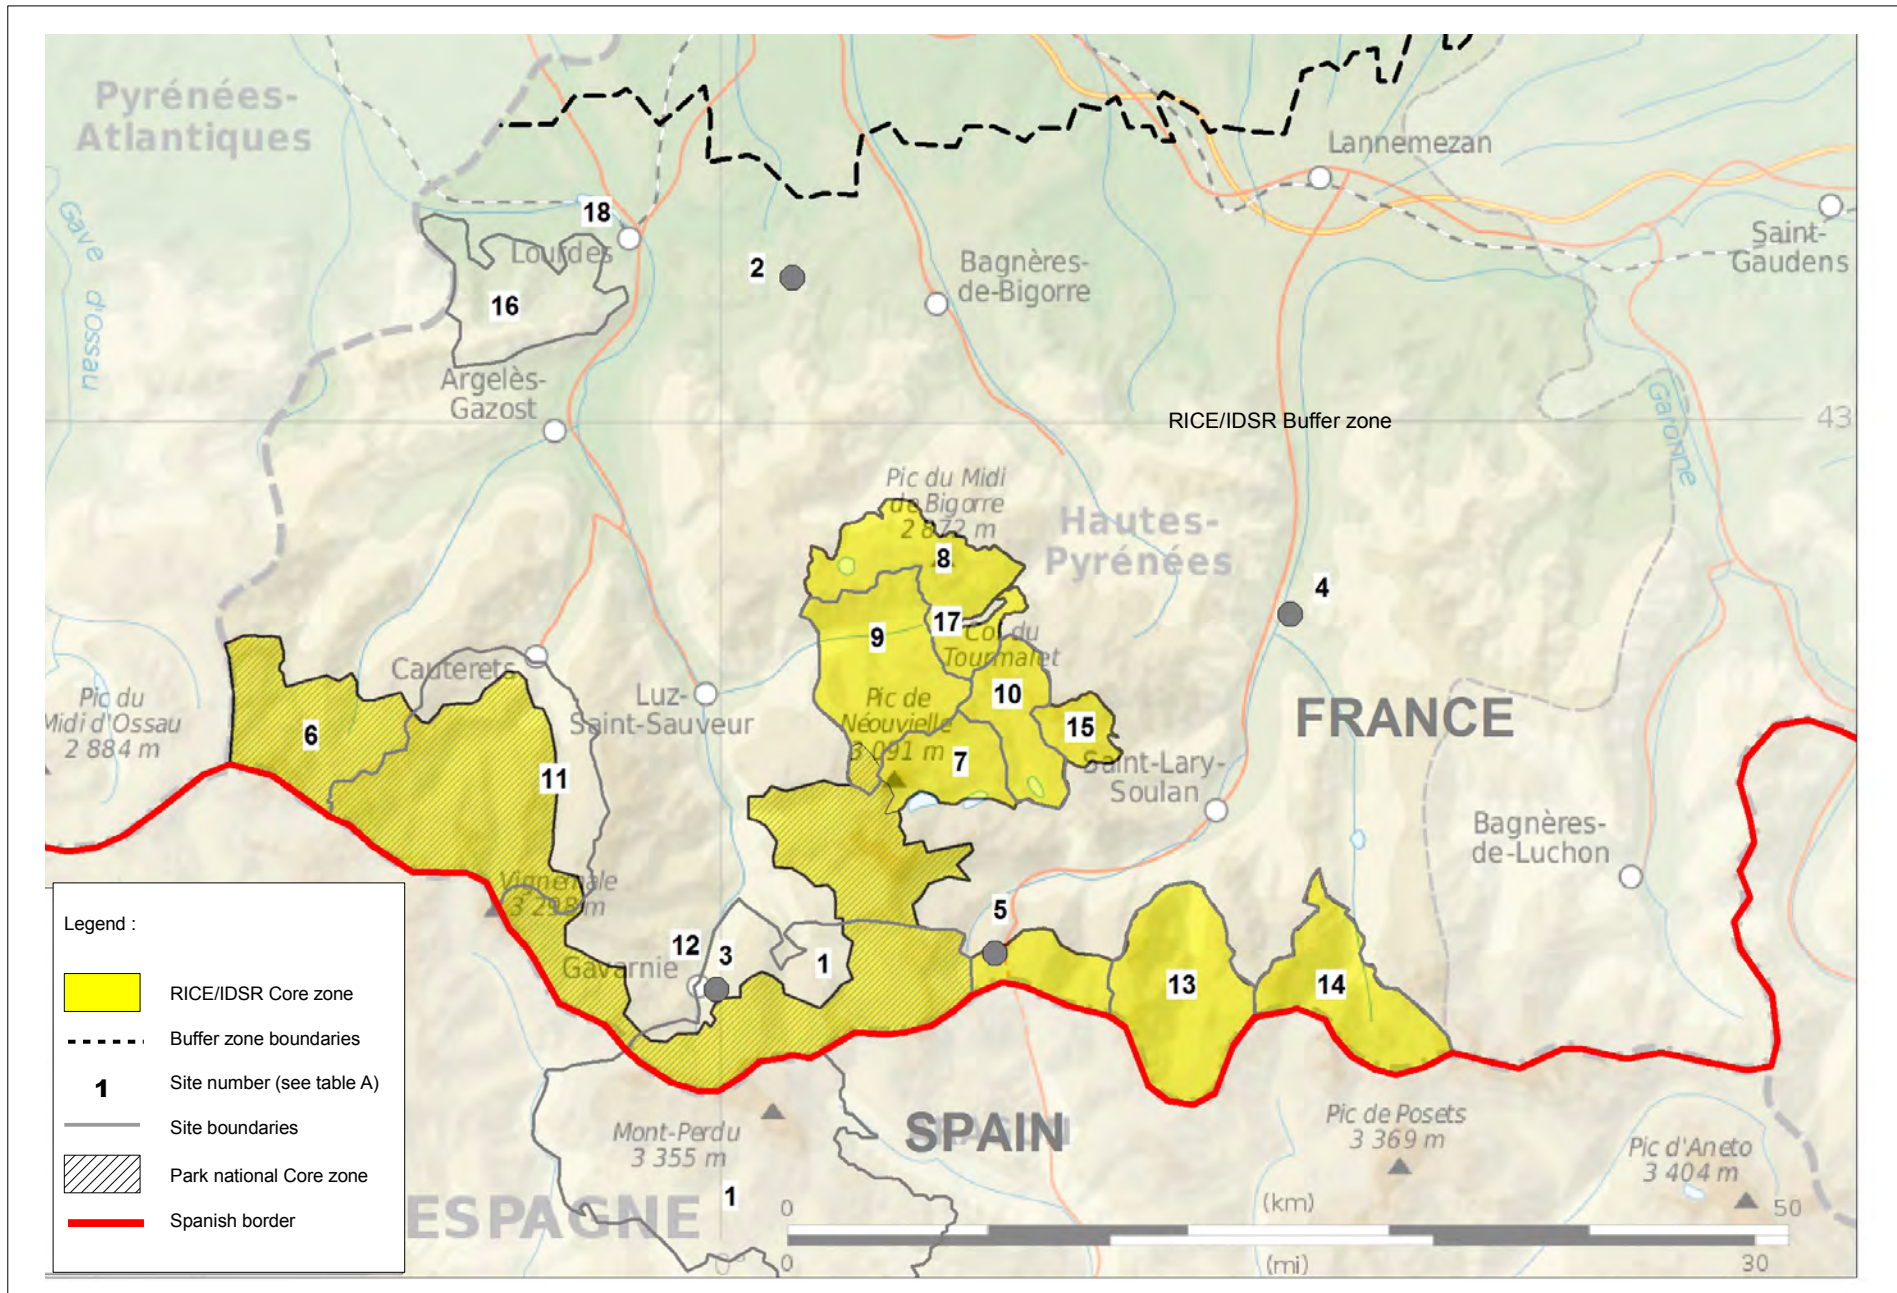 Pyrénées-
Atlantiques
Lannemezan
Gave d'ossau
18
Lourdes
Saint-
Gaudens
2
Bagnères-
de-Bigorre
16
Argelès-
Gazost
RICE/IDSR Buffer zone
43
Garonne
Pic du Midi
de Bigorre
2 872 m
Hautes-
Pyrénées
8
4
17
9
Col du
Tourmalet
Cauterets
Luz-
Saint-Sauveur
Pic du
Midi d'Ossau
2 884 m
6
10
Pic de
Néouvielle
3 091 m
15
FRANCE
7
11
Saint-Lary-
Soulan
Bagnères-
de-Luchon
Vignemale
3 298 m
5
12
3
1
Gavarnie
13
14
Legend :
RICE/IDSR Core zone
Buffer zone boundaries
1
Site number (see table A)
Site boundaries
Park national Core zone
Spanish border
Mont-Perdu
3 355 m
SPAIN
Pic de Posets
3 369 m
Pic d'Aneto
3 404 m
1
ESPAGNE
0
(km)
50
0°
0
(mi)
30